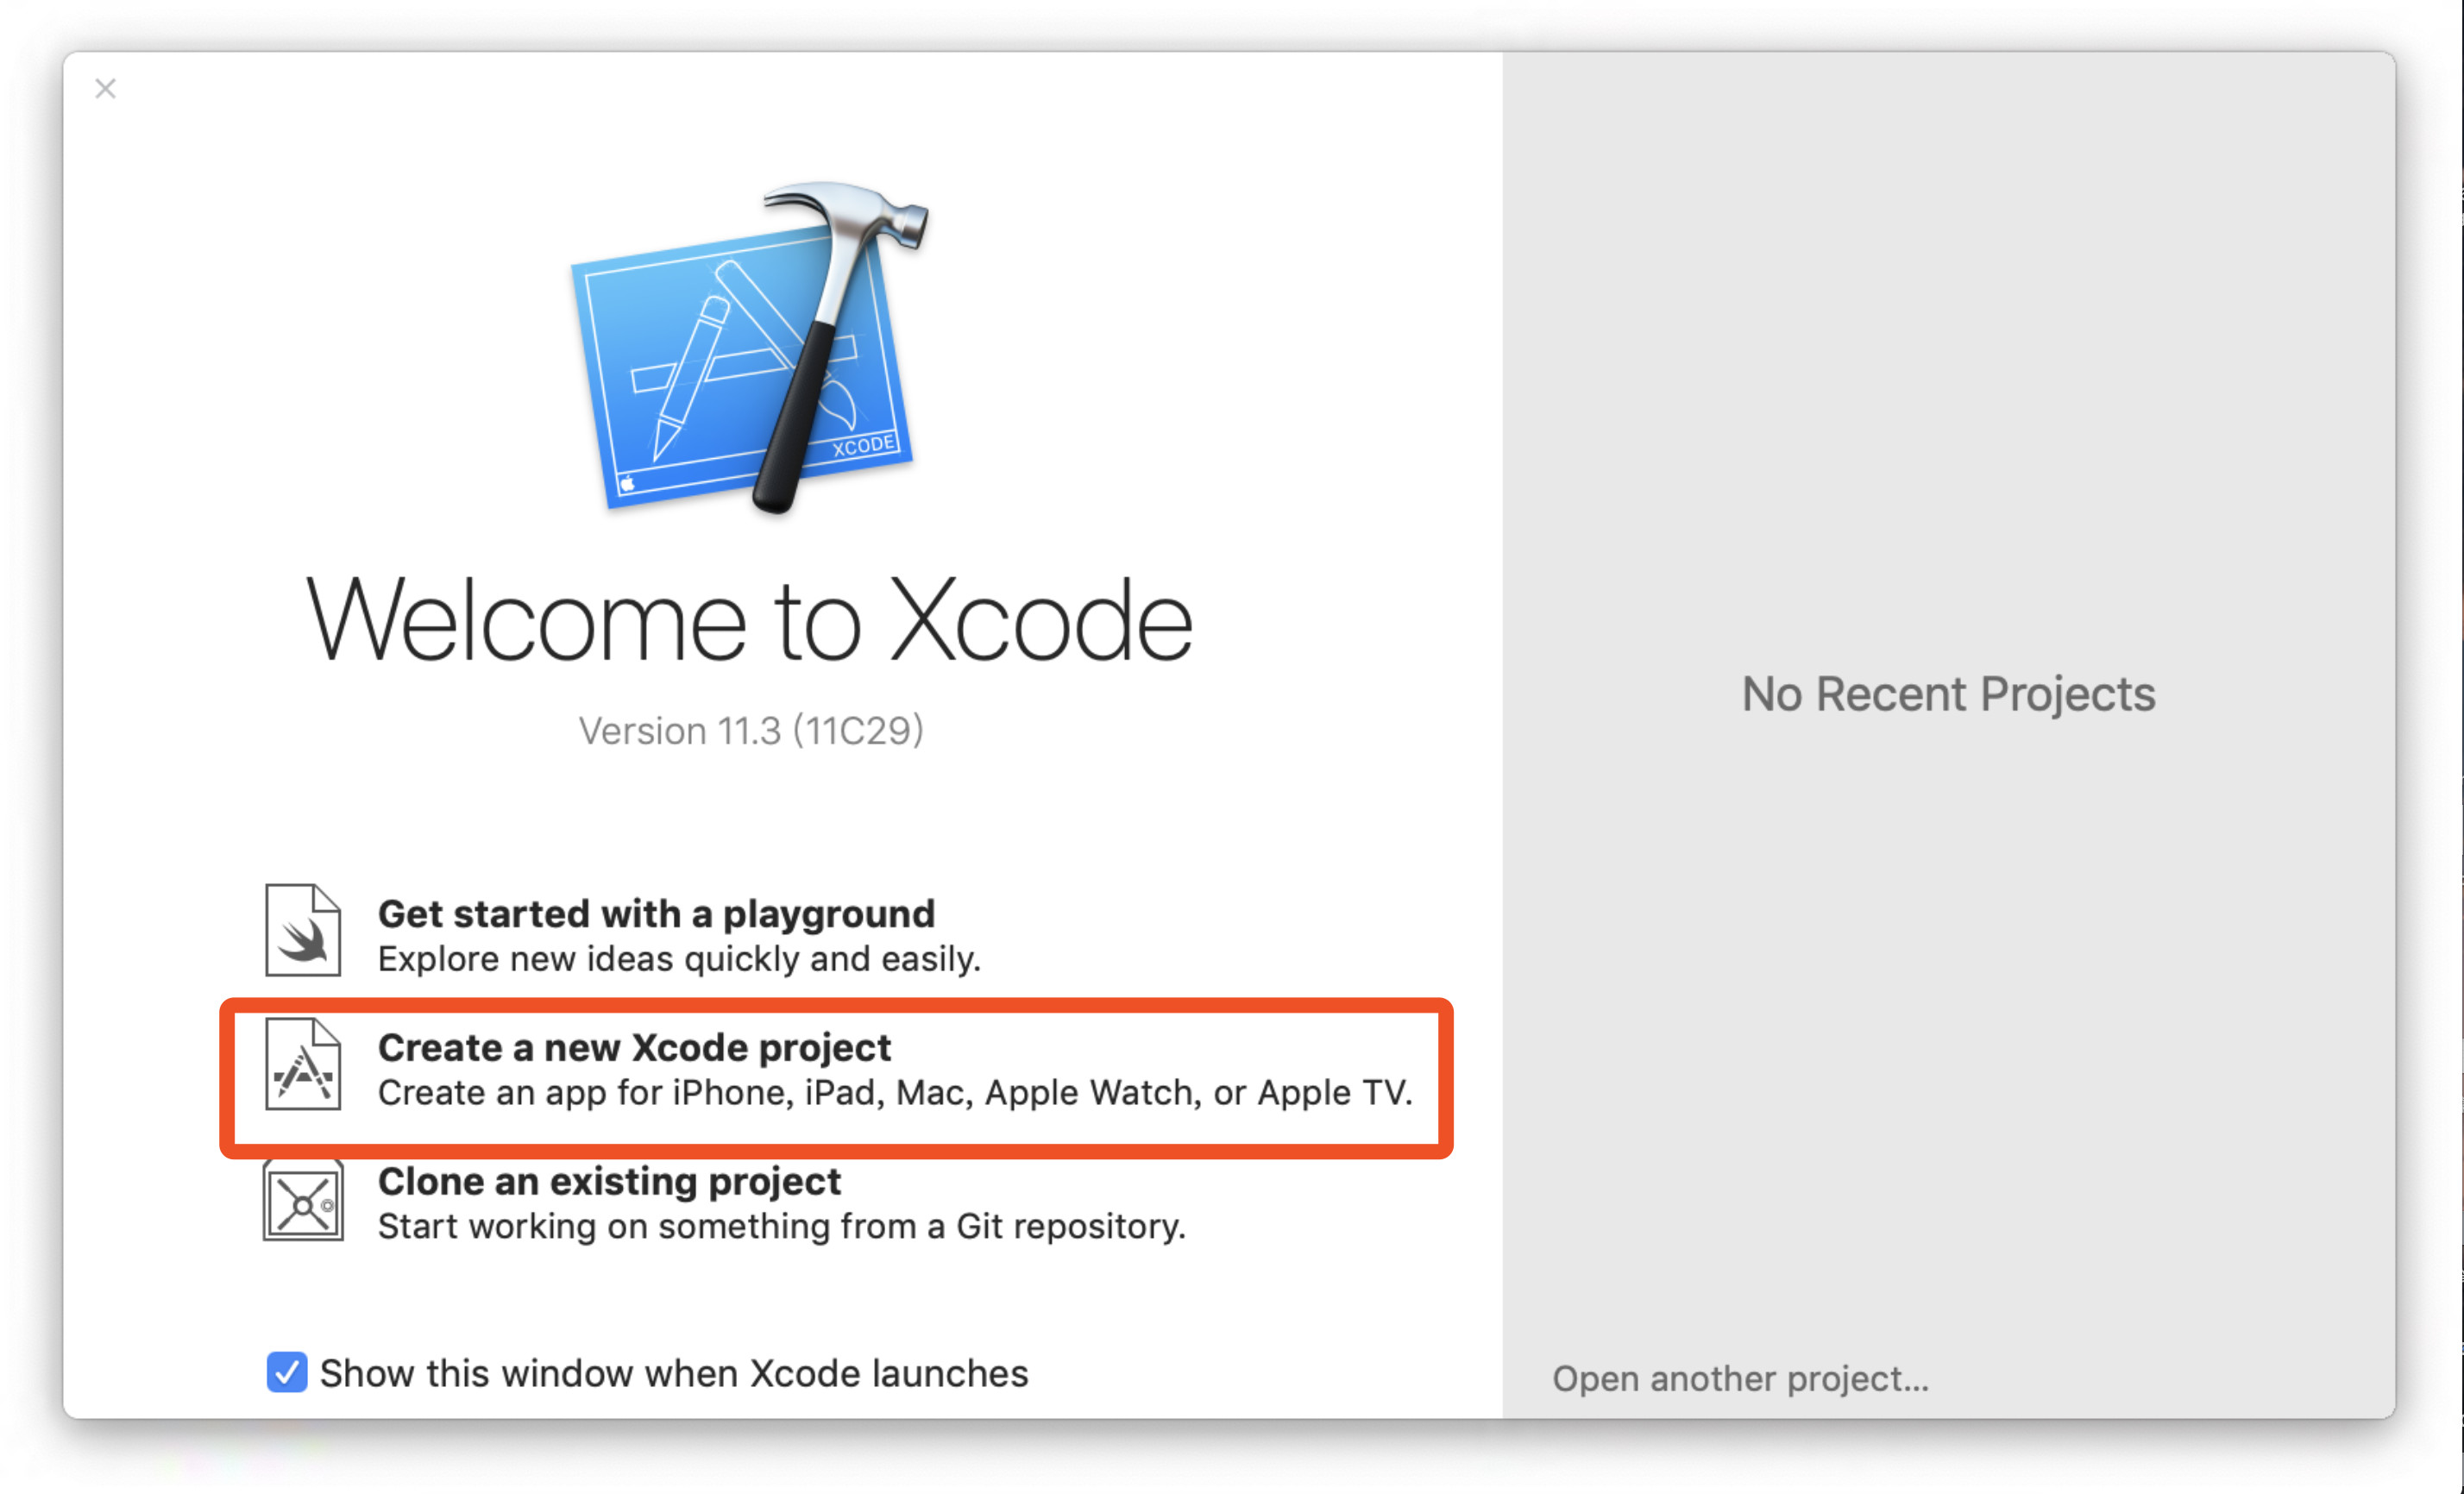 XCODE
Welcome to Xcode
Version 11.3 (11C29)
Get started with a playground
Explore new ideas quickly and easily.
Create a new Xcode project
Create an app for iPhone, iPad, Mac, Apple Watch, or Apple TV.
Clone an existing project
Start working on something from a Git repository.
Show this window when Xcode launches
No Recent Projects
Open another project...